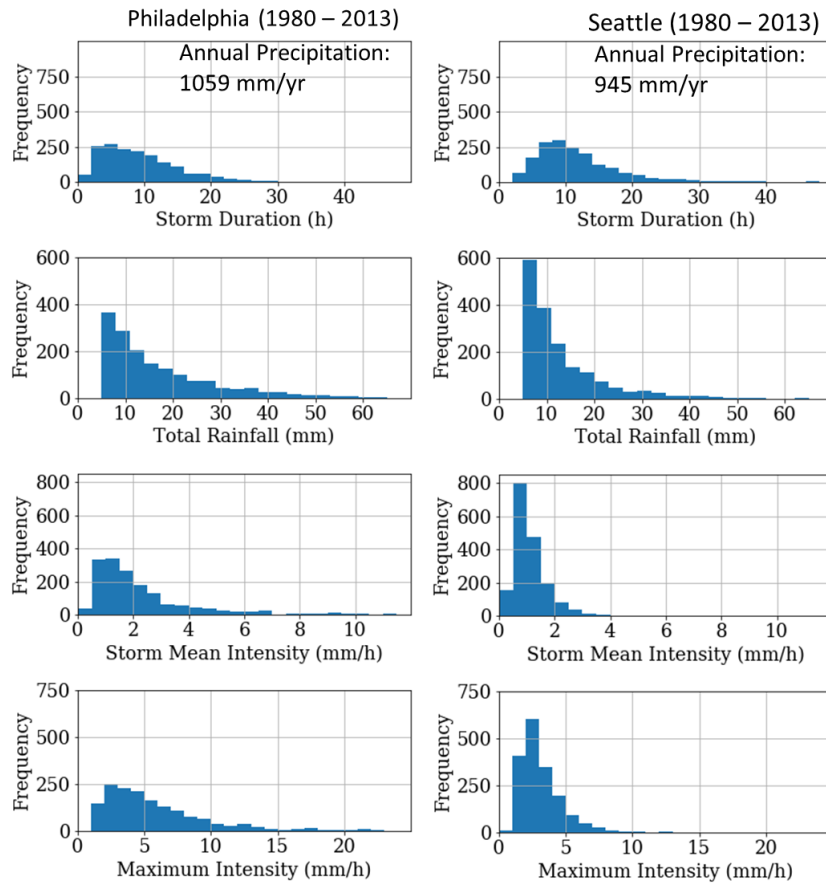 Philadelphia (1980 – 2013)
Annual Precipitation:
1059 mm/yr
Frequency
750
500
250
0
0 10 20 30 40
Storm Duration (h)
Seattle (1980 – 2013)
Annual Precipitation:
945 mm/yr
Frequency
750
500
250
0
0 10 20 40
Storm Duration (h)
Frequency
600
400
200
0
0 10 20 30 40 50 60
Total Rainfall (mm)
Frequency
600
400
200
0
0 10 20 30 40 50 60
Total Rainfall (mm)
Frequency
800
600
400
200
0
0 2 4 6 8 10
Storm Mean Intensity (mm/h)
Frequency
800
600
400
200
0
0 2 4 6 8 10
Storm Mean Intensity (mm/h)
Frequency
750
500
250
0
0 5 10 15 20
Maximum Intensity (mm/h)
Frequency
750
500
250
0
0 5 10 15 20
Maximum Intensity (mm/h)